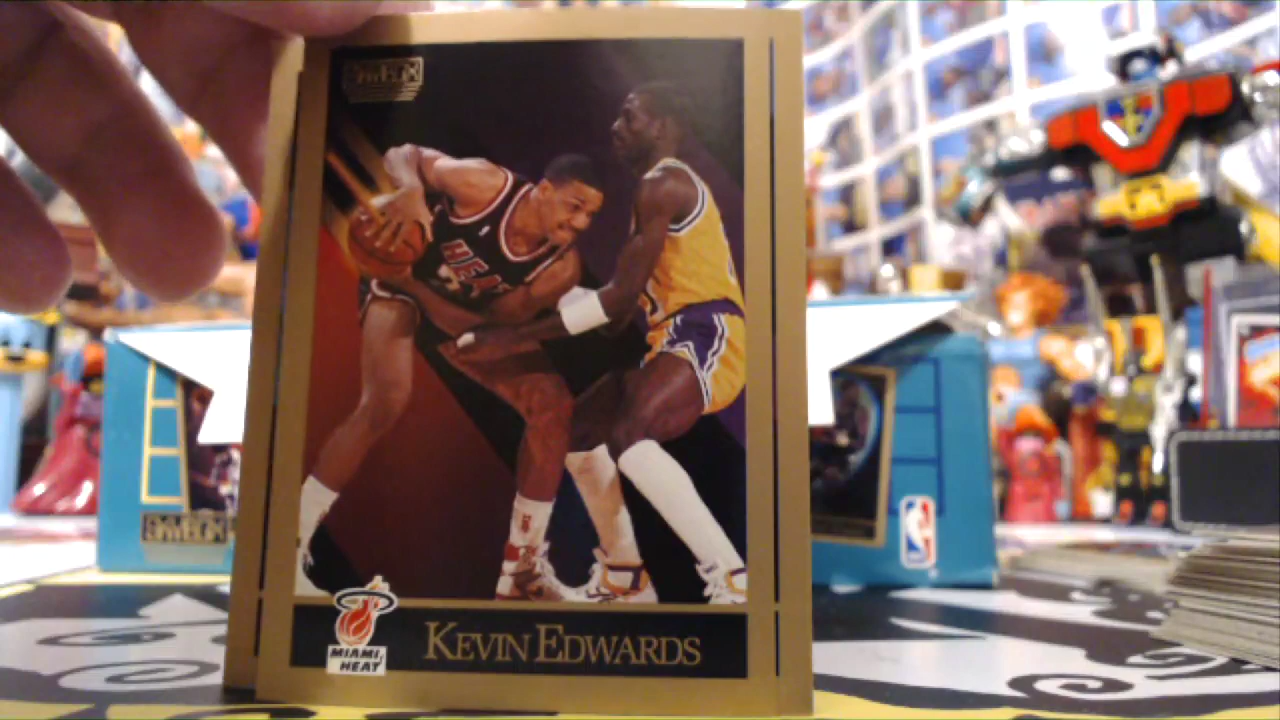 SKYBOX
HEAT
MIAMI
HEAT
KEVIN EDWARDS
SKYBOX